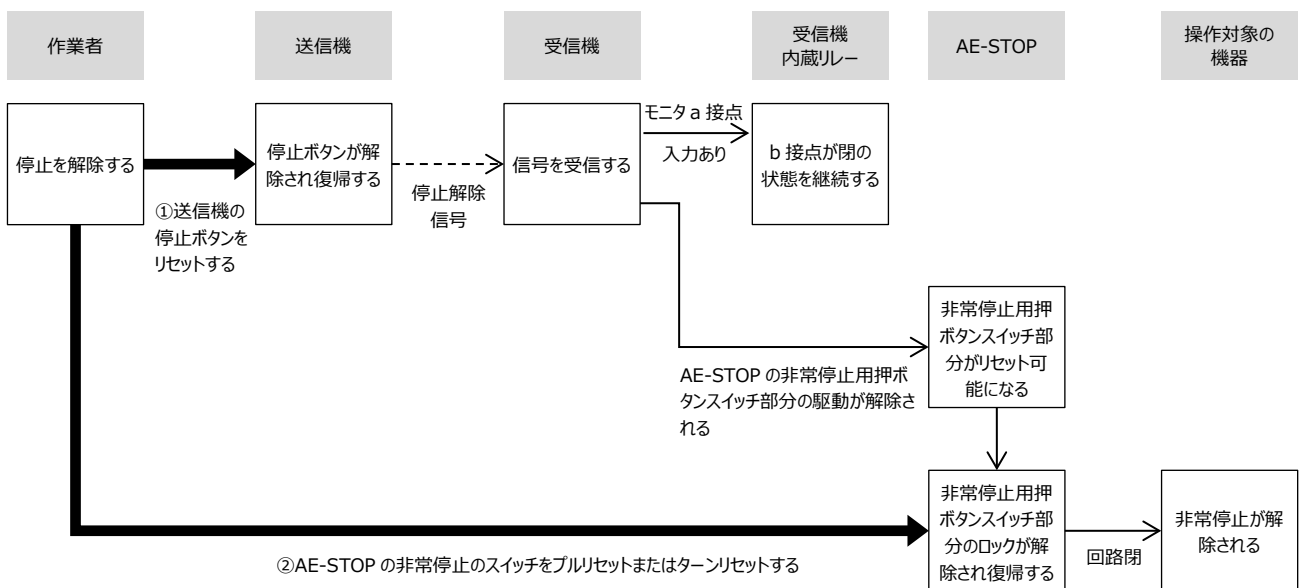 作業者
送信機
受信機
受信機
内蔵リレー
AE-STOP
操作対象の
機器
停止を解除する
①送信機の
停止ボタンを
リセットする
停止ボタンが解
除され復帰する
停止解除
信号
信号を受信する
モニタ a 接点
入力あり
b 接点が閉の
状態を継続する
AE-STOP の非常停止用押ボ
タンスイッチ部分の駆動が解除さ
れる
非常停止用押
ボタンスイッチ部
分がリセット可
能になる
②AE-STOP の非常停止のスイッチをプルリセットまたはターンリセットする
非常停止用押
ボタンスイッチ部
分のロックが解
除され復帰する
回路閉
非常停止が解
除される